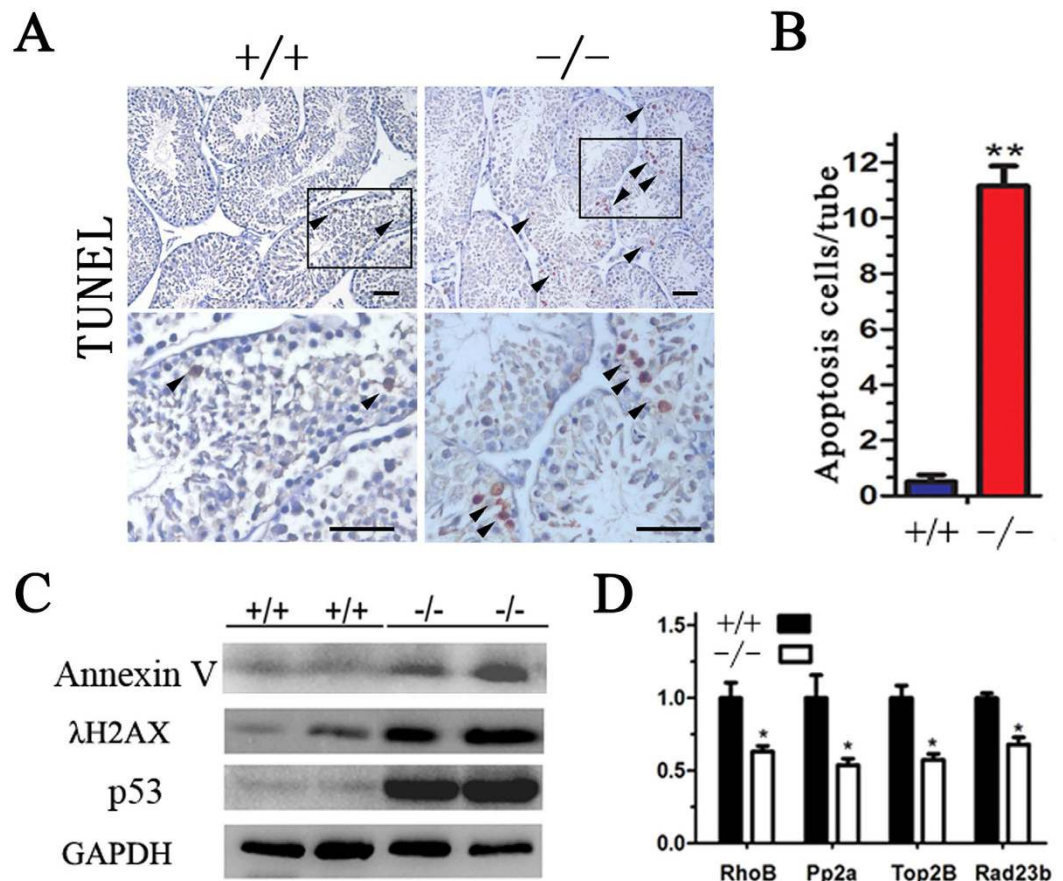 A
+/+
−/−
TUNEL
B
Apoptosis cells/tube
12
10
8
6
4
2
0
**
+/+
−/−
C
+/+ +/+ -/- -/-
Annexin V
λH2AX
p53
GAPDH
D
+/+
−/−
1.5
1.0
0.5
0.0
* * * *
RhoB Pp2a Top2B Rad23b